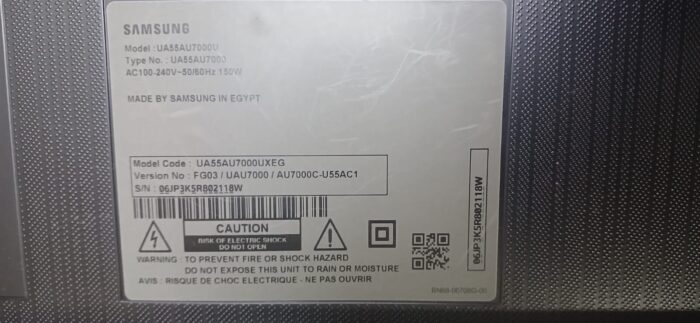 SAMSUNG
Model : UA55AU7000U
Type No. : UA55AU7000
AC100-240V~50/60Hz 150W
MADE BY SAMSUNG IN EGYPT
Model Code : UA55AU7000UXEG
Version No : FG03 / UAU7000 / AU7000C-U55AC1
S/N : 06JP3K5R802118W
CAUTION
RISK OF ELECTRIC SHOCK
DO NOT OPEN
WARNING : TO PREVENT FIRE OR SHOCK HAZARD
DO NOT EXPOSE THIS UNIT TO RAIN OR MOISTURE
AVIS : RISQUE DE CHOC ELECTRIQUE - NE PAS OUVRIR
06JP3K5R802118W